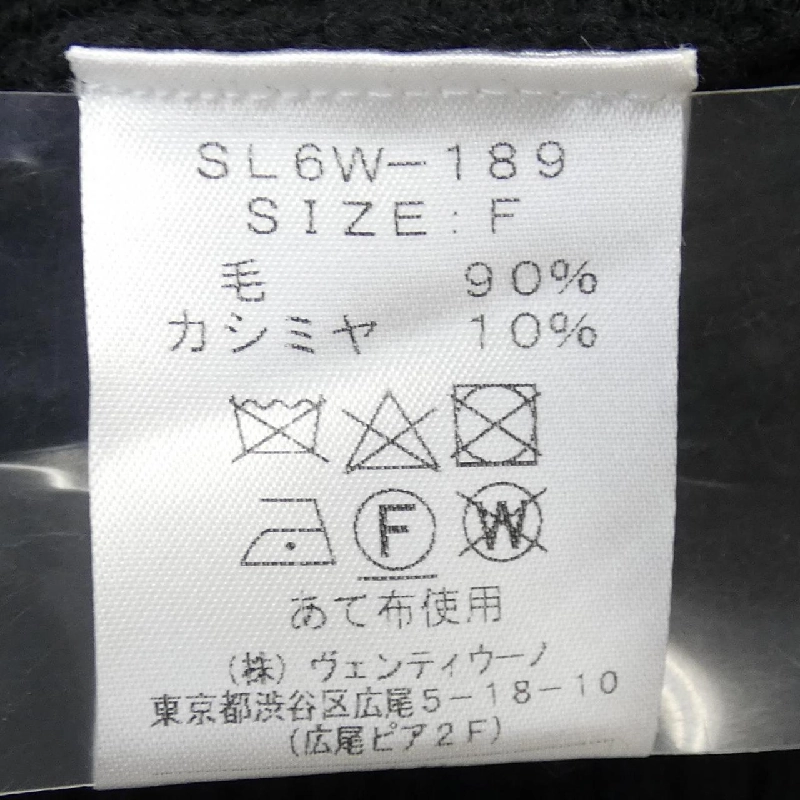 SL6W-189
SIZE:F
毛 90%
カシミヤ 10%
F W
あて布使用
(株)ヴェンティウーノ
東京都渋谷区広尾5-18-10
(広尾ピア2F)